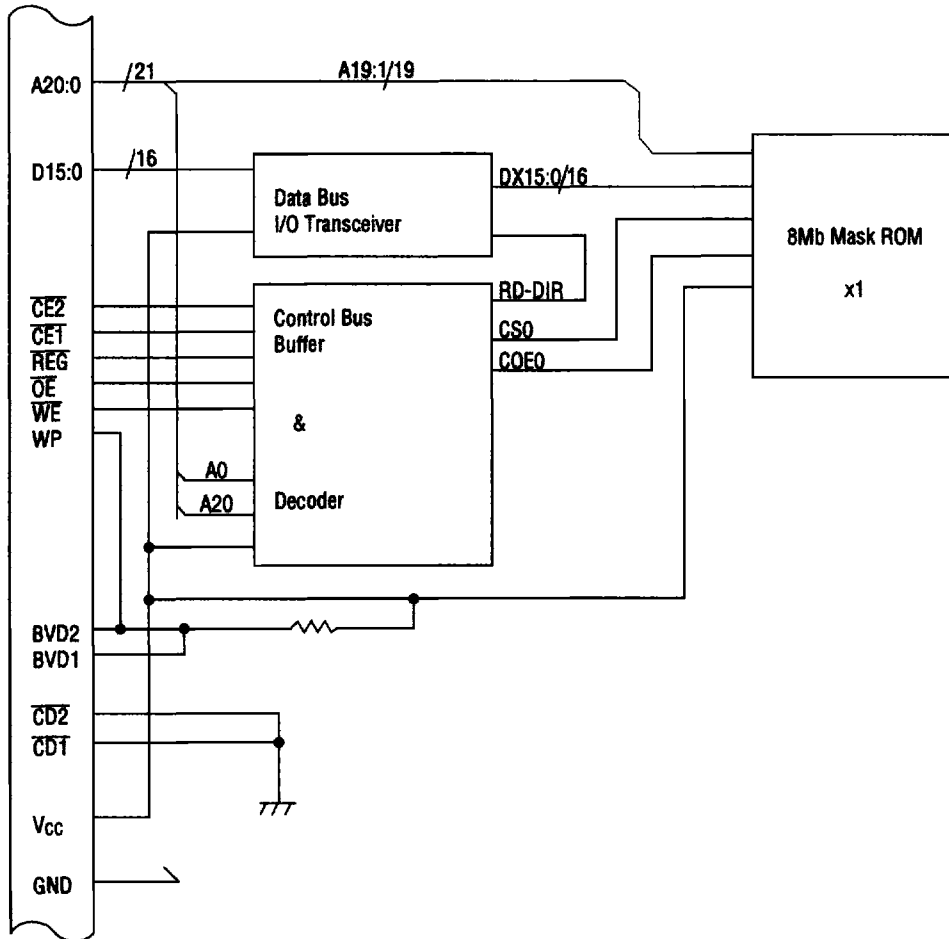 A20:0
/21
A19:1/19
D15:0
/16
Data Bus
I/O Transceiver
DX15:0/16
8Mb Mask ROM
x1
CE2
CE1
REG
OE
WE
WP
Control Bus
Buffer
&
Decoder
RD-DIR
CS0
COE0
A0
A20
BVD2
BVD1
CD2
CD1
Vcc
GND